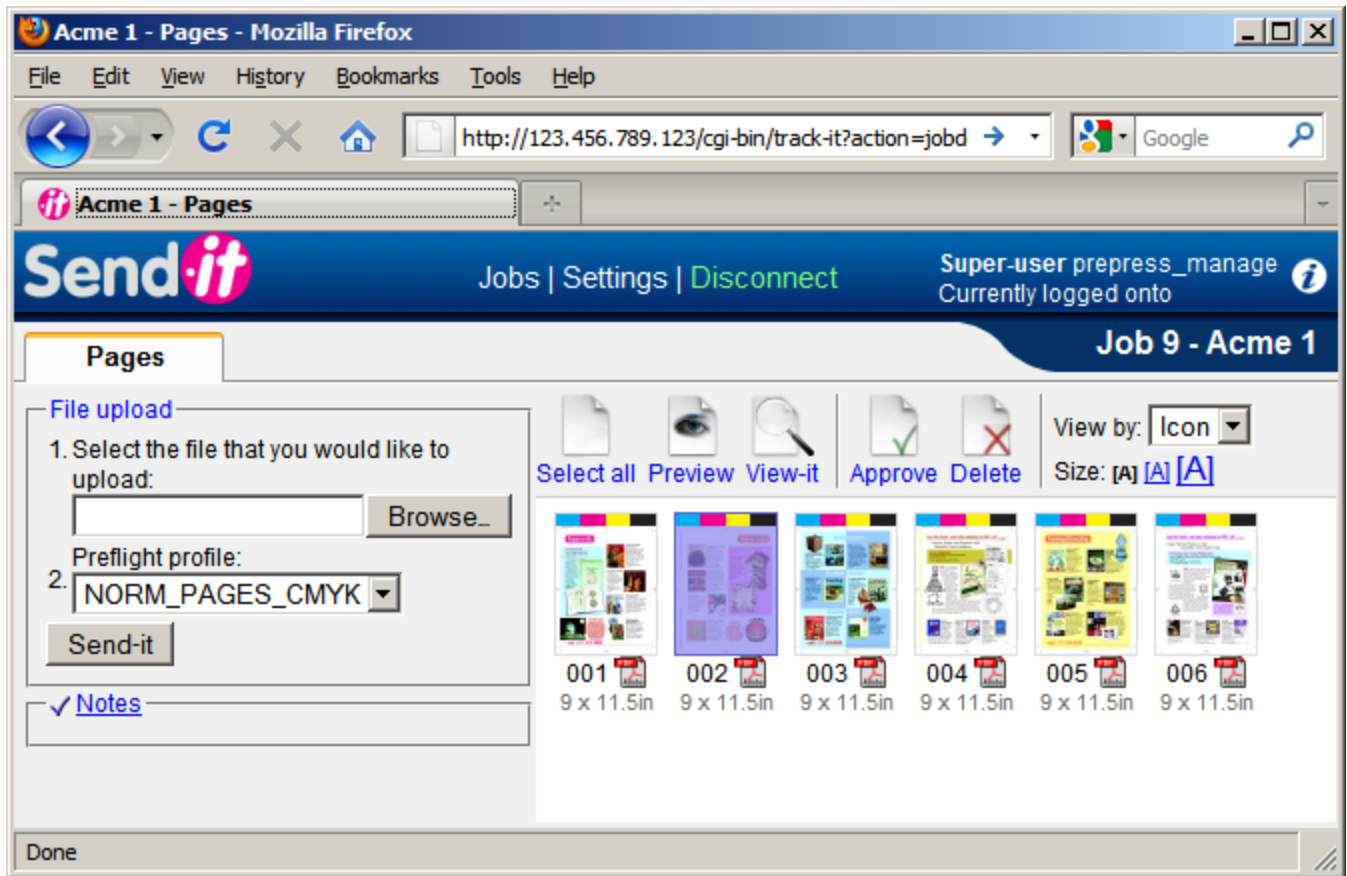 Acme 1 - Pages - Mozilla Firefox
File Edit View History Bookmarks Tools Help
http://123.456.789.123/cgi-bin/track-it?action=jobd
Google
Acme 1 - Pages
Send-it
Jobs | Settings | Disconnect
Super-user prepress_manage
Currently logged onto
Job 9 - Acme 1
Pages
File upload
1. Select the file that you would like to
upload:
Browse...
Preflight profile:
2. NORM_PAGES_CMYK
Send-it
Notes
Select all Preview View-it Approve Delete
View by: Icon
Size: [A] [A] [A]
001 002 003 004 005 006
9 x 11.5in 9 x 11.5in 9 x 11.5in 9 x 11.5in 9 x 11.5in 9 x 11.5in
Done